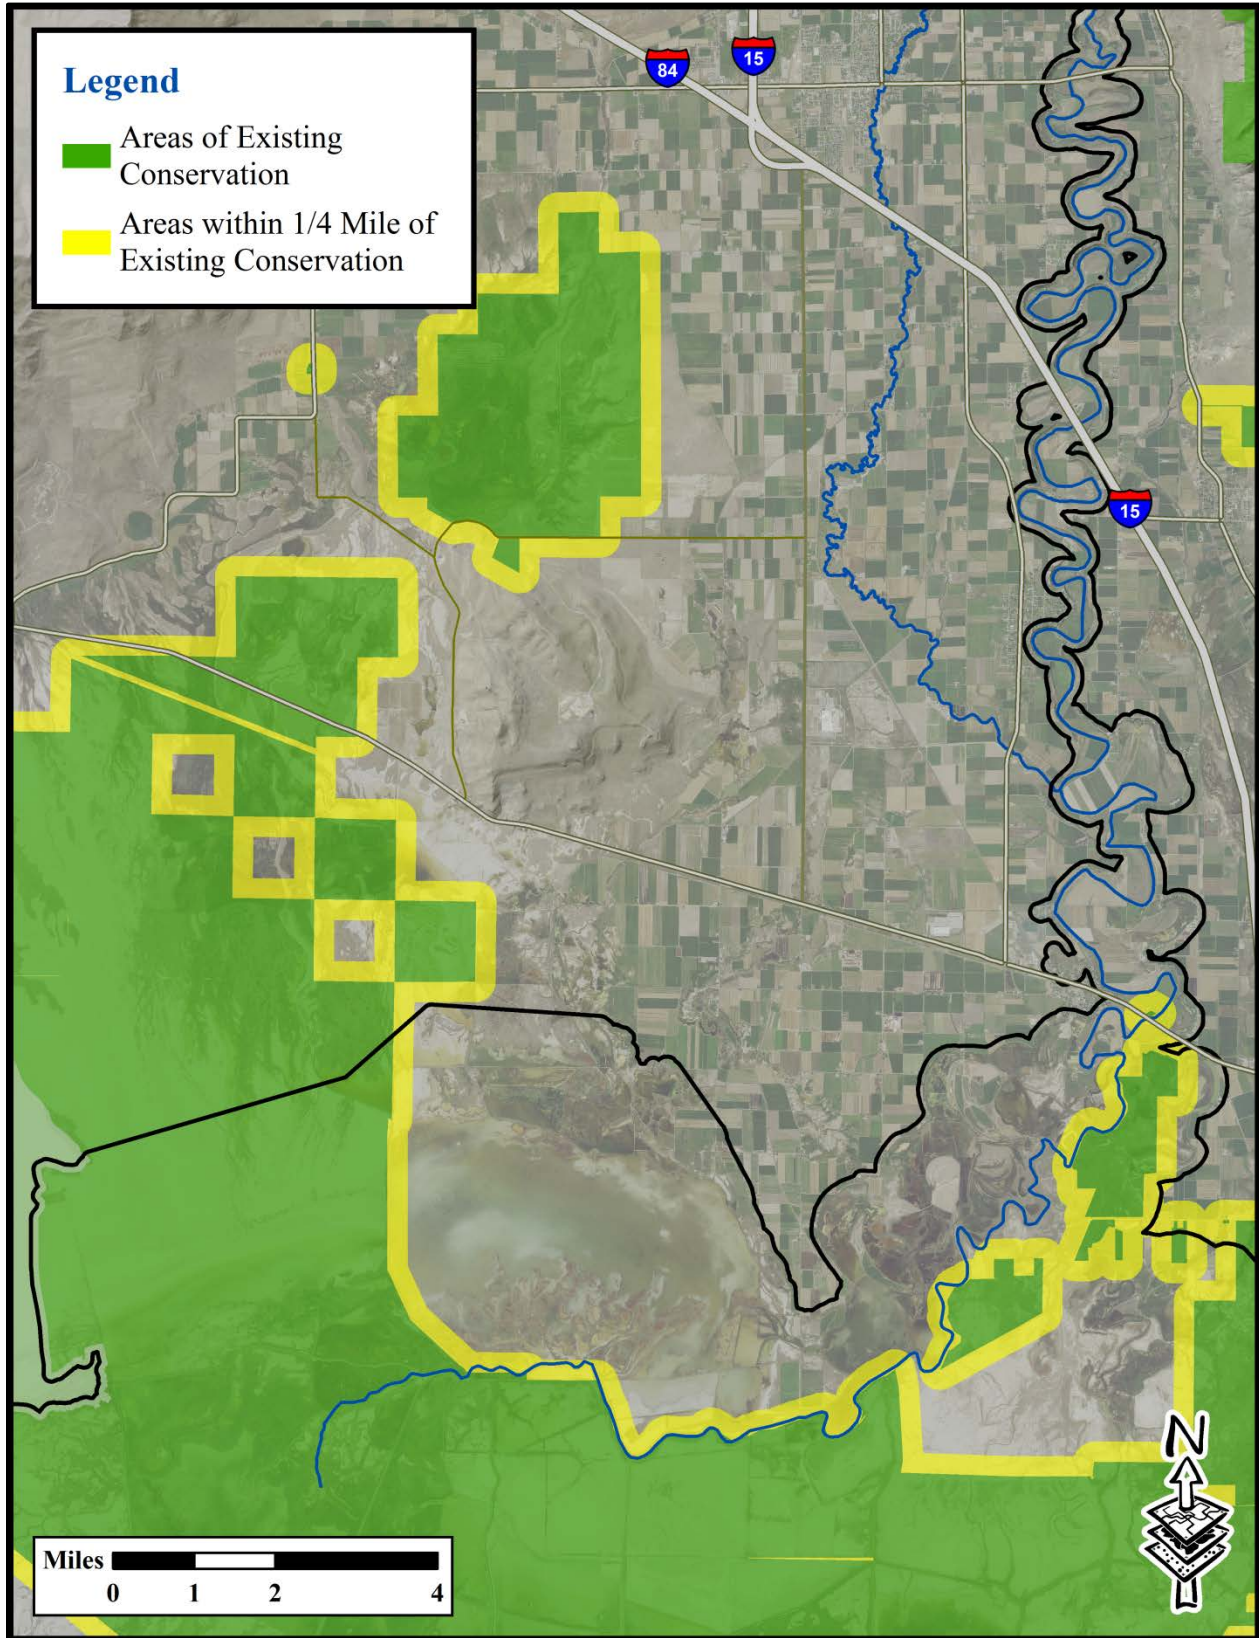 Legend
Areas of Existing
Conservation
Areas within 1/4 Mile of
Existing Conservation
84
15
15
N
Miles
0 1 2 4